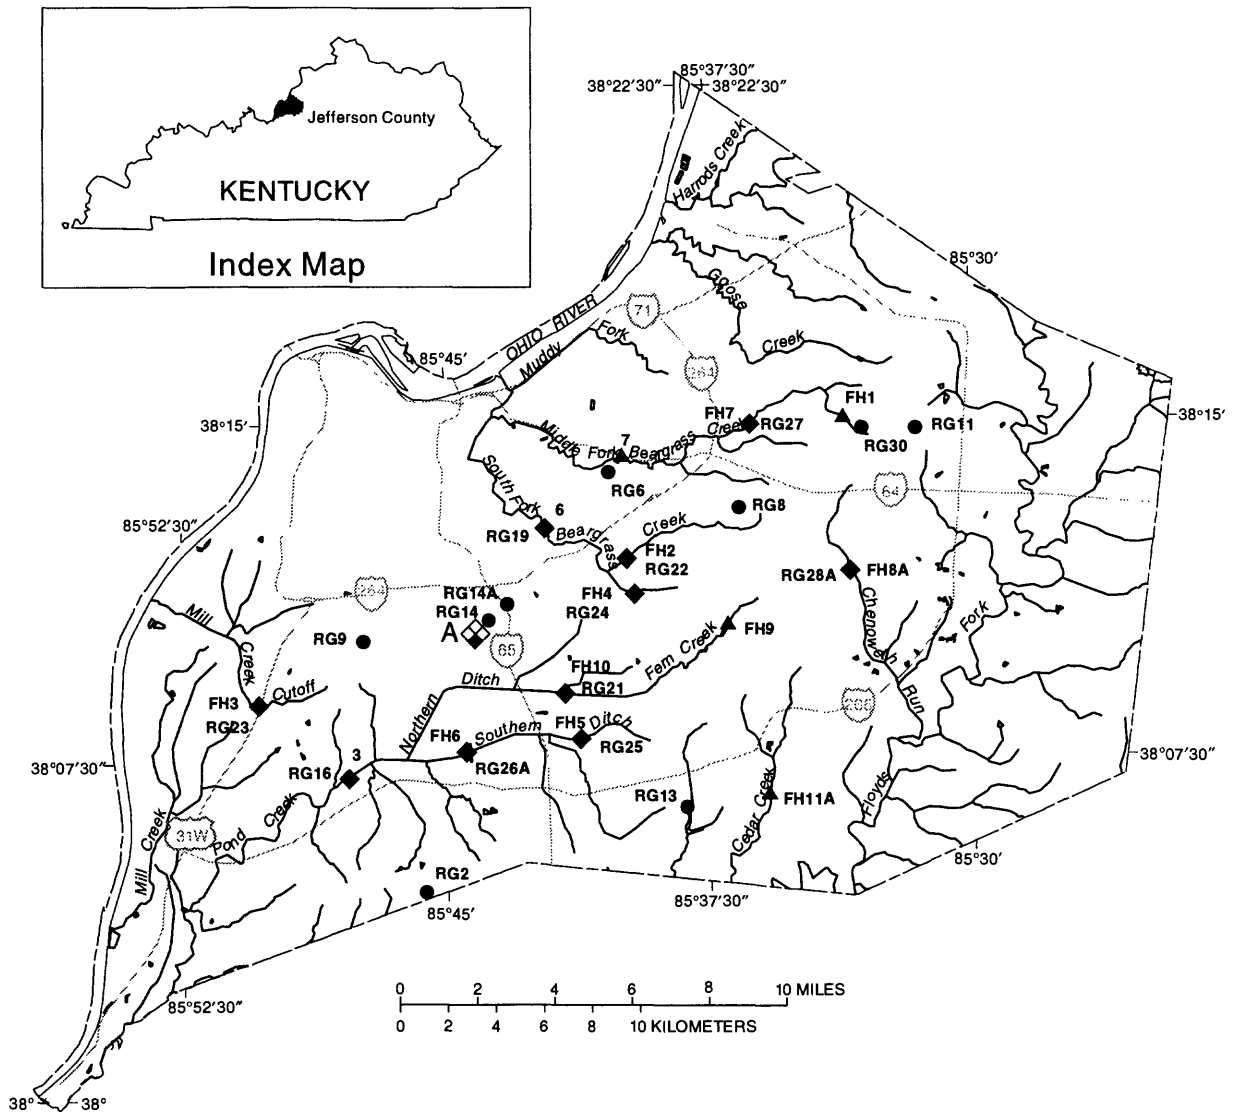 Jefferson County
KENTUCKY
Index Map
85°37'30"
38°22'30"
38°22'30"
Harrods Creek
85°30'
Goose
Creek
71
OHIO RIVER
Muddy
Fork
85°45'
264
38°15'
38°15'
FH1
FH7
RG27
RG30
RG11
Middle Fork Beargrass
Creek
7
RG6
64
South Fork
6
RG8
85°52'30"
RG19
Beargrass
Creek
FH2
RG22
RG28A
FH8A
264
RG14A
RG14
FH4
RG24
Mill
Creek
Cutoff
RG9
A
65
Fern Creek
FH9
Chenoweth
Run
Fork
FH10
RG21
Ditch
FH3
RG23
Northern
FH6
Southern
FH5
Ditch
RG25
RG26A
38°07'30"
38°07'30"
3
RG16
RG13
Cedar Creek
FH11A
Floyds
31W
Pond
Creek
Mill
Creek
RG2
85°45'
85°37'30"
85°30'
85°52'30"
0 2 4 6 8 10 MILES
0 2 4 6 8 10 KILOMETERS
38°
38°